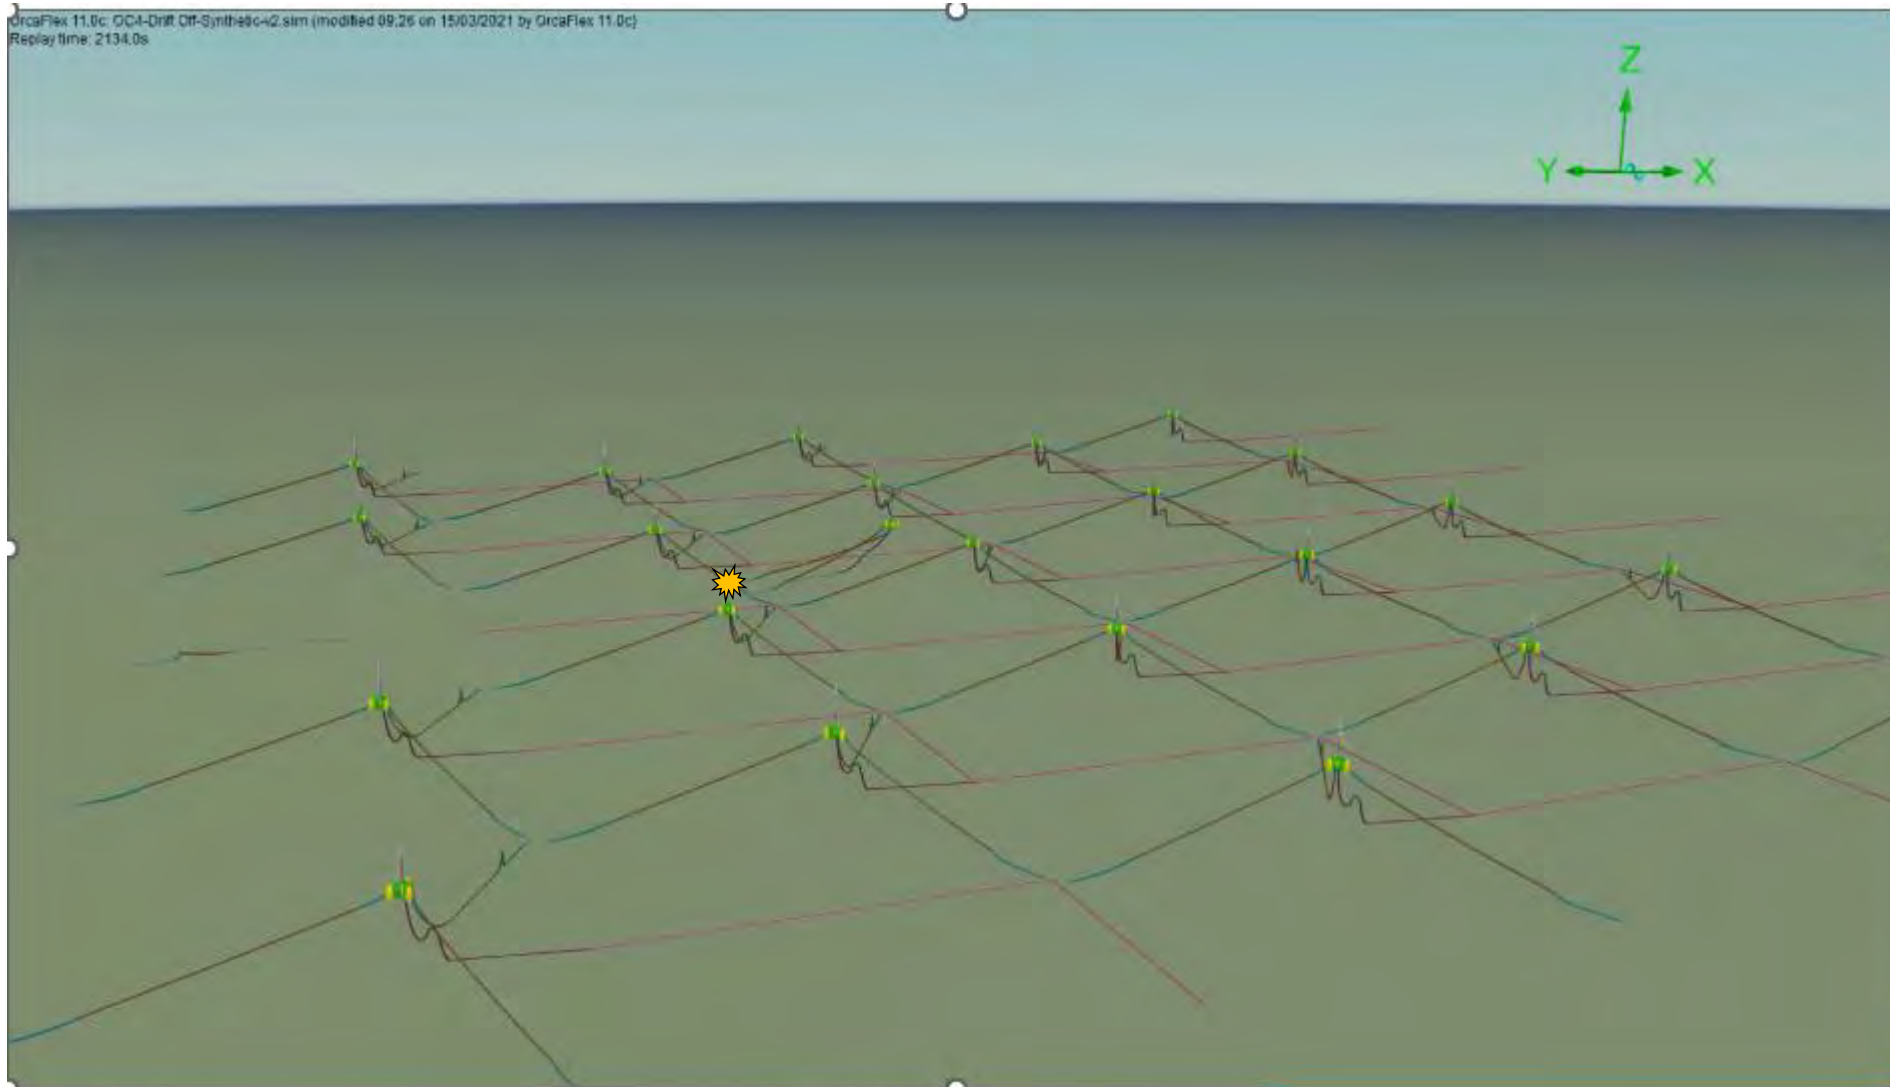 OrcaFlex 11.0c: OC4-Drift Off-Synthetic-v2.sim (modified 09:26 on 15/03/2021 by OrcaFlex 11.0c)
Replay time: 2134.0s
Z
Y X